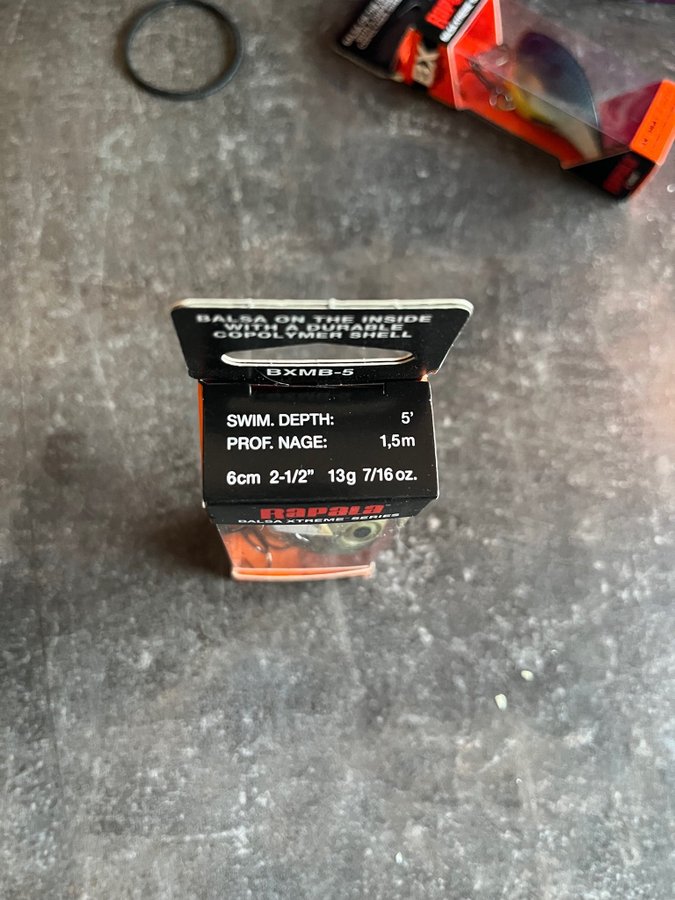 BX
BALSA ON THE INSIDE
WITH A DURABLE
COPOLYMER SHELL
BXMB-5
SWIM. DEPTH: 5'
PROF. NAGE: 1,5m
6cm 2-1/2" 13g 7/16 oz.
Rapala
BALSA XTREME SERIES